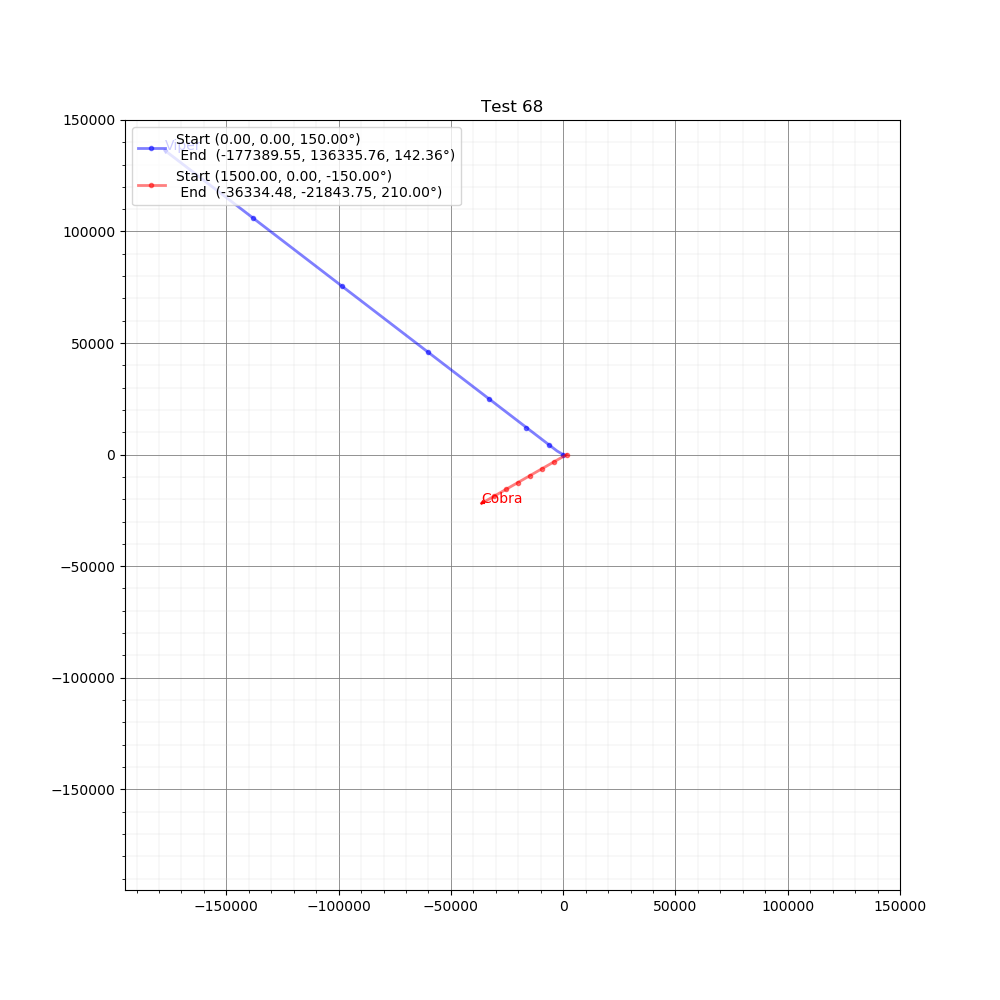 Test 68
150000
100000
50000
0
−50000
−100000
−150000
Start (0.00, 0.00, 150.00°)
End (-177389.55, 136335.76, 142.36°)
Start (1500.00, 0.00, -150.00°)
End (-36334.48, -21843.75, 210.00°)
Viper
Cobra
−150000 −100000 −50000 0 50000 100000 150000